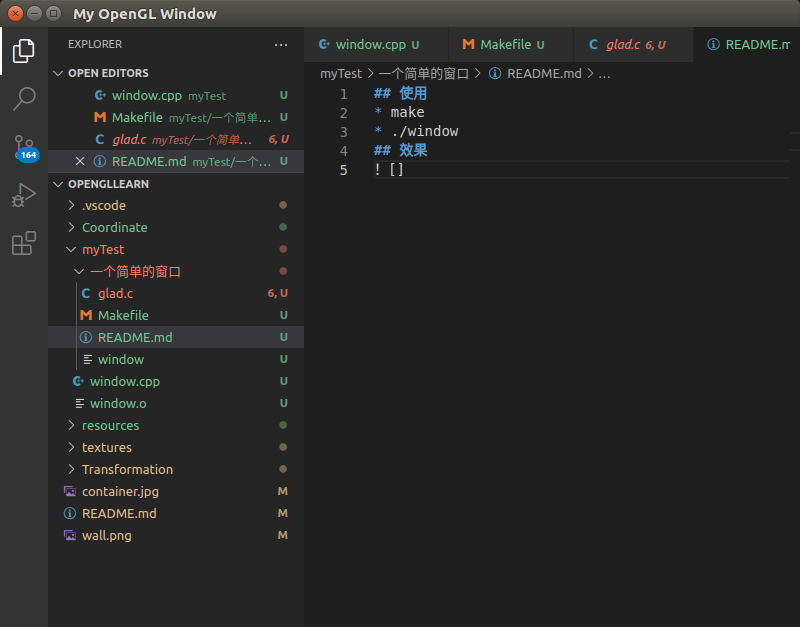 My OpenGL Window
EXPLORER ...
OPEN EDITORS
C++ window.cpp myTest U
M Makefile myTest/一个简单的窗口... U
C glad.c myTest/一个简单... 6, U
README.md myTest/一个... U
OPENGLLEARN
.vscode
Coordinate
myTest
一个简单的窗口
C glad.c 6, U
M Makefile U
README.md U
window U
window.cpp U
window.o U
resources
textures
Transformation
container.jpg M
README.md M
wall.png M
164
window.cpp U M Makefile U C glad.c 6, U README.m
myTest > 一个简单的窗口 > README.md > ...
1 ## 使用
2 * make
3 * ./window
4 ## 效果
5 ![]